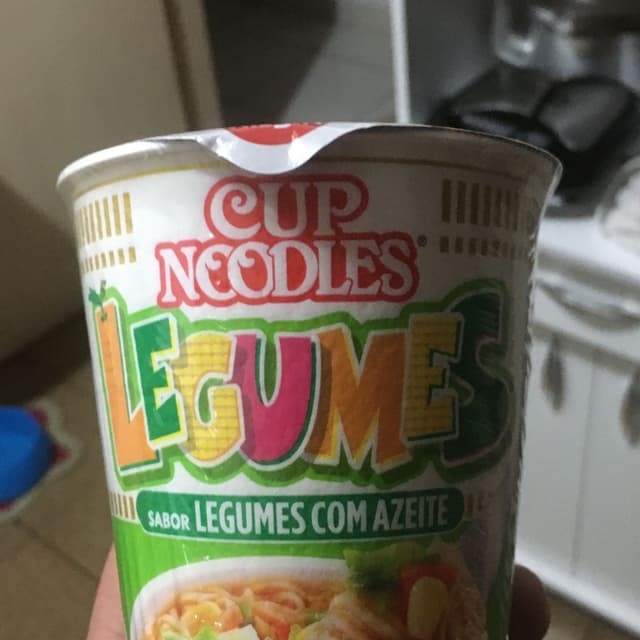 CUP
NOODLES®
LEGUMES
SABOR LEGUMES COM AZEITE